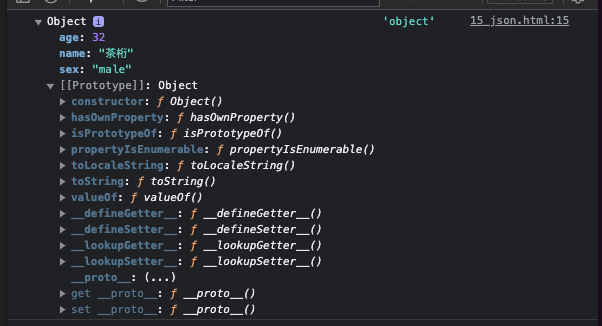 Object i 'object' 15_json.html:15
age: 32
name: "茶桁"
sex: "male"
[[Prototype]]: Object
constructor: ƒ Object()
hasOwnProperty: ƒ hasOwnProperty()
isPrototypeOf: ƒ isPrototypeOf()
propertyIsEnumerable: ƒ propertyIsEnumerable()
toLocaleString: ƒ toLocaleString()
toString: ƒ toString()
valueOf: ƒ valueOf()
__defineGetter__: ƒ __defineGetter__()
__defineSetter__: ƒ __defineSetter__()
__lookupGetter__: ƒ __lookupGetter__()
__lookupSetter__: ƒ __lookupSetter__()
__proto__: (...)
get __proto__: ƒ __proto__()
set __proto__: ƒ __proto__()